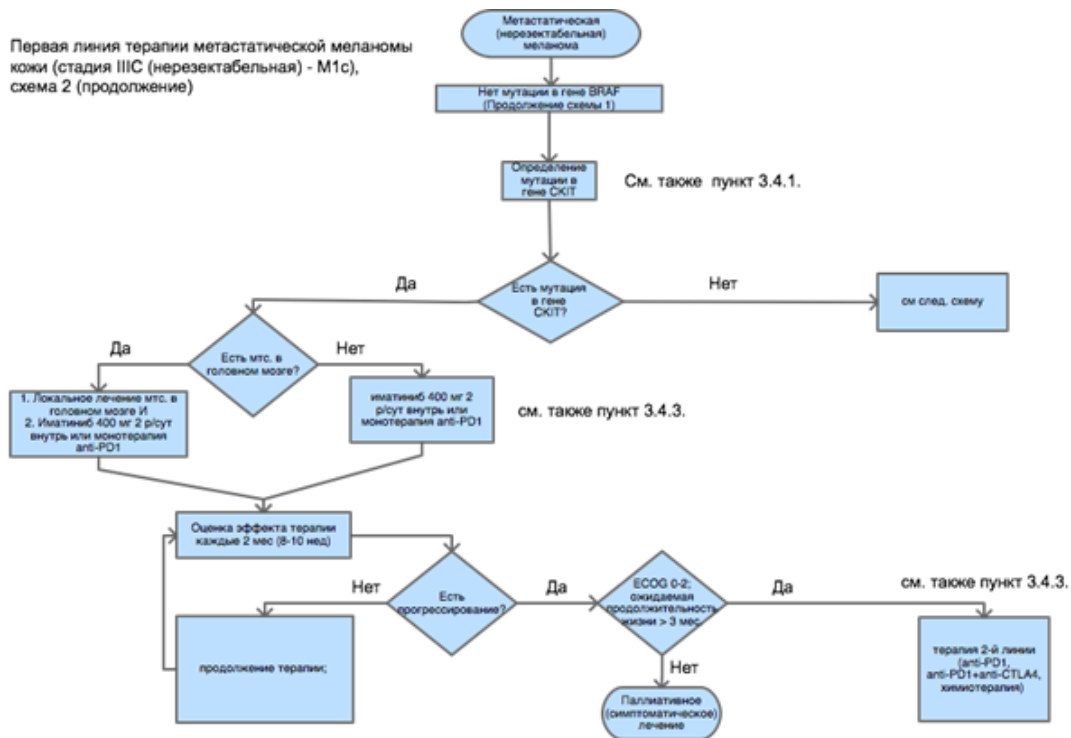 Метастатическая
(нерезектабельная)
меланома
Первая линия терапии метастатической меланомы
кожи (стадия IIIC (нерезектабельная) - M1c),
схема 2 (продолжение)
Нет мутации в гене BRAF
(Продолжение схемы 1)
Определение
мутации в
гене CKIT
См. также пункт 3.4.1.
Есть мутация
в гене
CKIT?
Да
Нет
см след. схему
Есть мтс. в
головном мозге?
Да
Нет
1. Локальное лечение мтс. в
головном мозге И
2. Иматиниб 400 мг 2 р/сут
внутрь или монотерапия
anti-PD1
иматиниб 400 мг 2
р/сут внутрь или
монотерапия anti-PD1
см. также пункт 3.4.3.
Оценка эффекта терапии
каждые 2 мес (8-10 нед)
Есть
прогрессирование?
Нет
Да
продолжение терапии;
ECOG 0-2;
ожидаемая
продолжительность
жизни > 3 мес.
Да
Нет
см. также пункт 3.4.3.
терапия 2-й линии
(anti-PD1,
anti-PD1+anti-CTLA4,
химиотерапия)
Паллиативное
(симптоматическое)
лечение